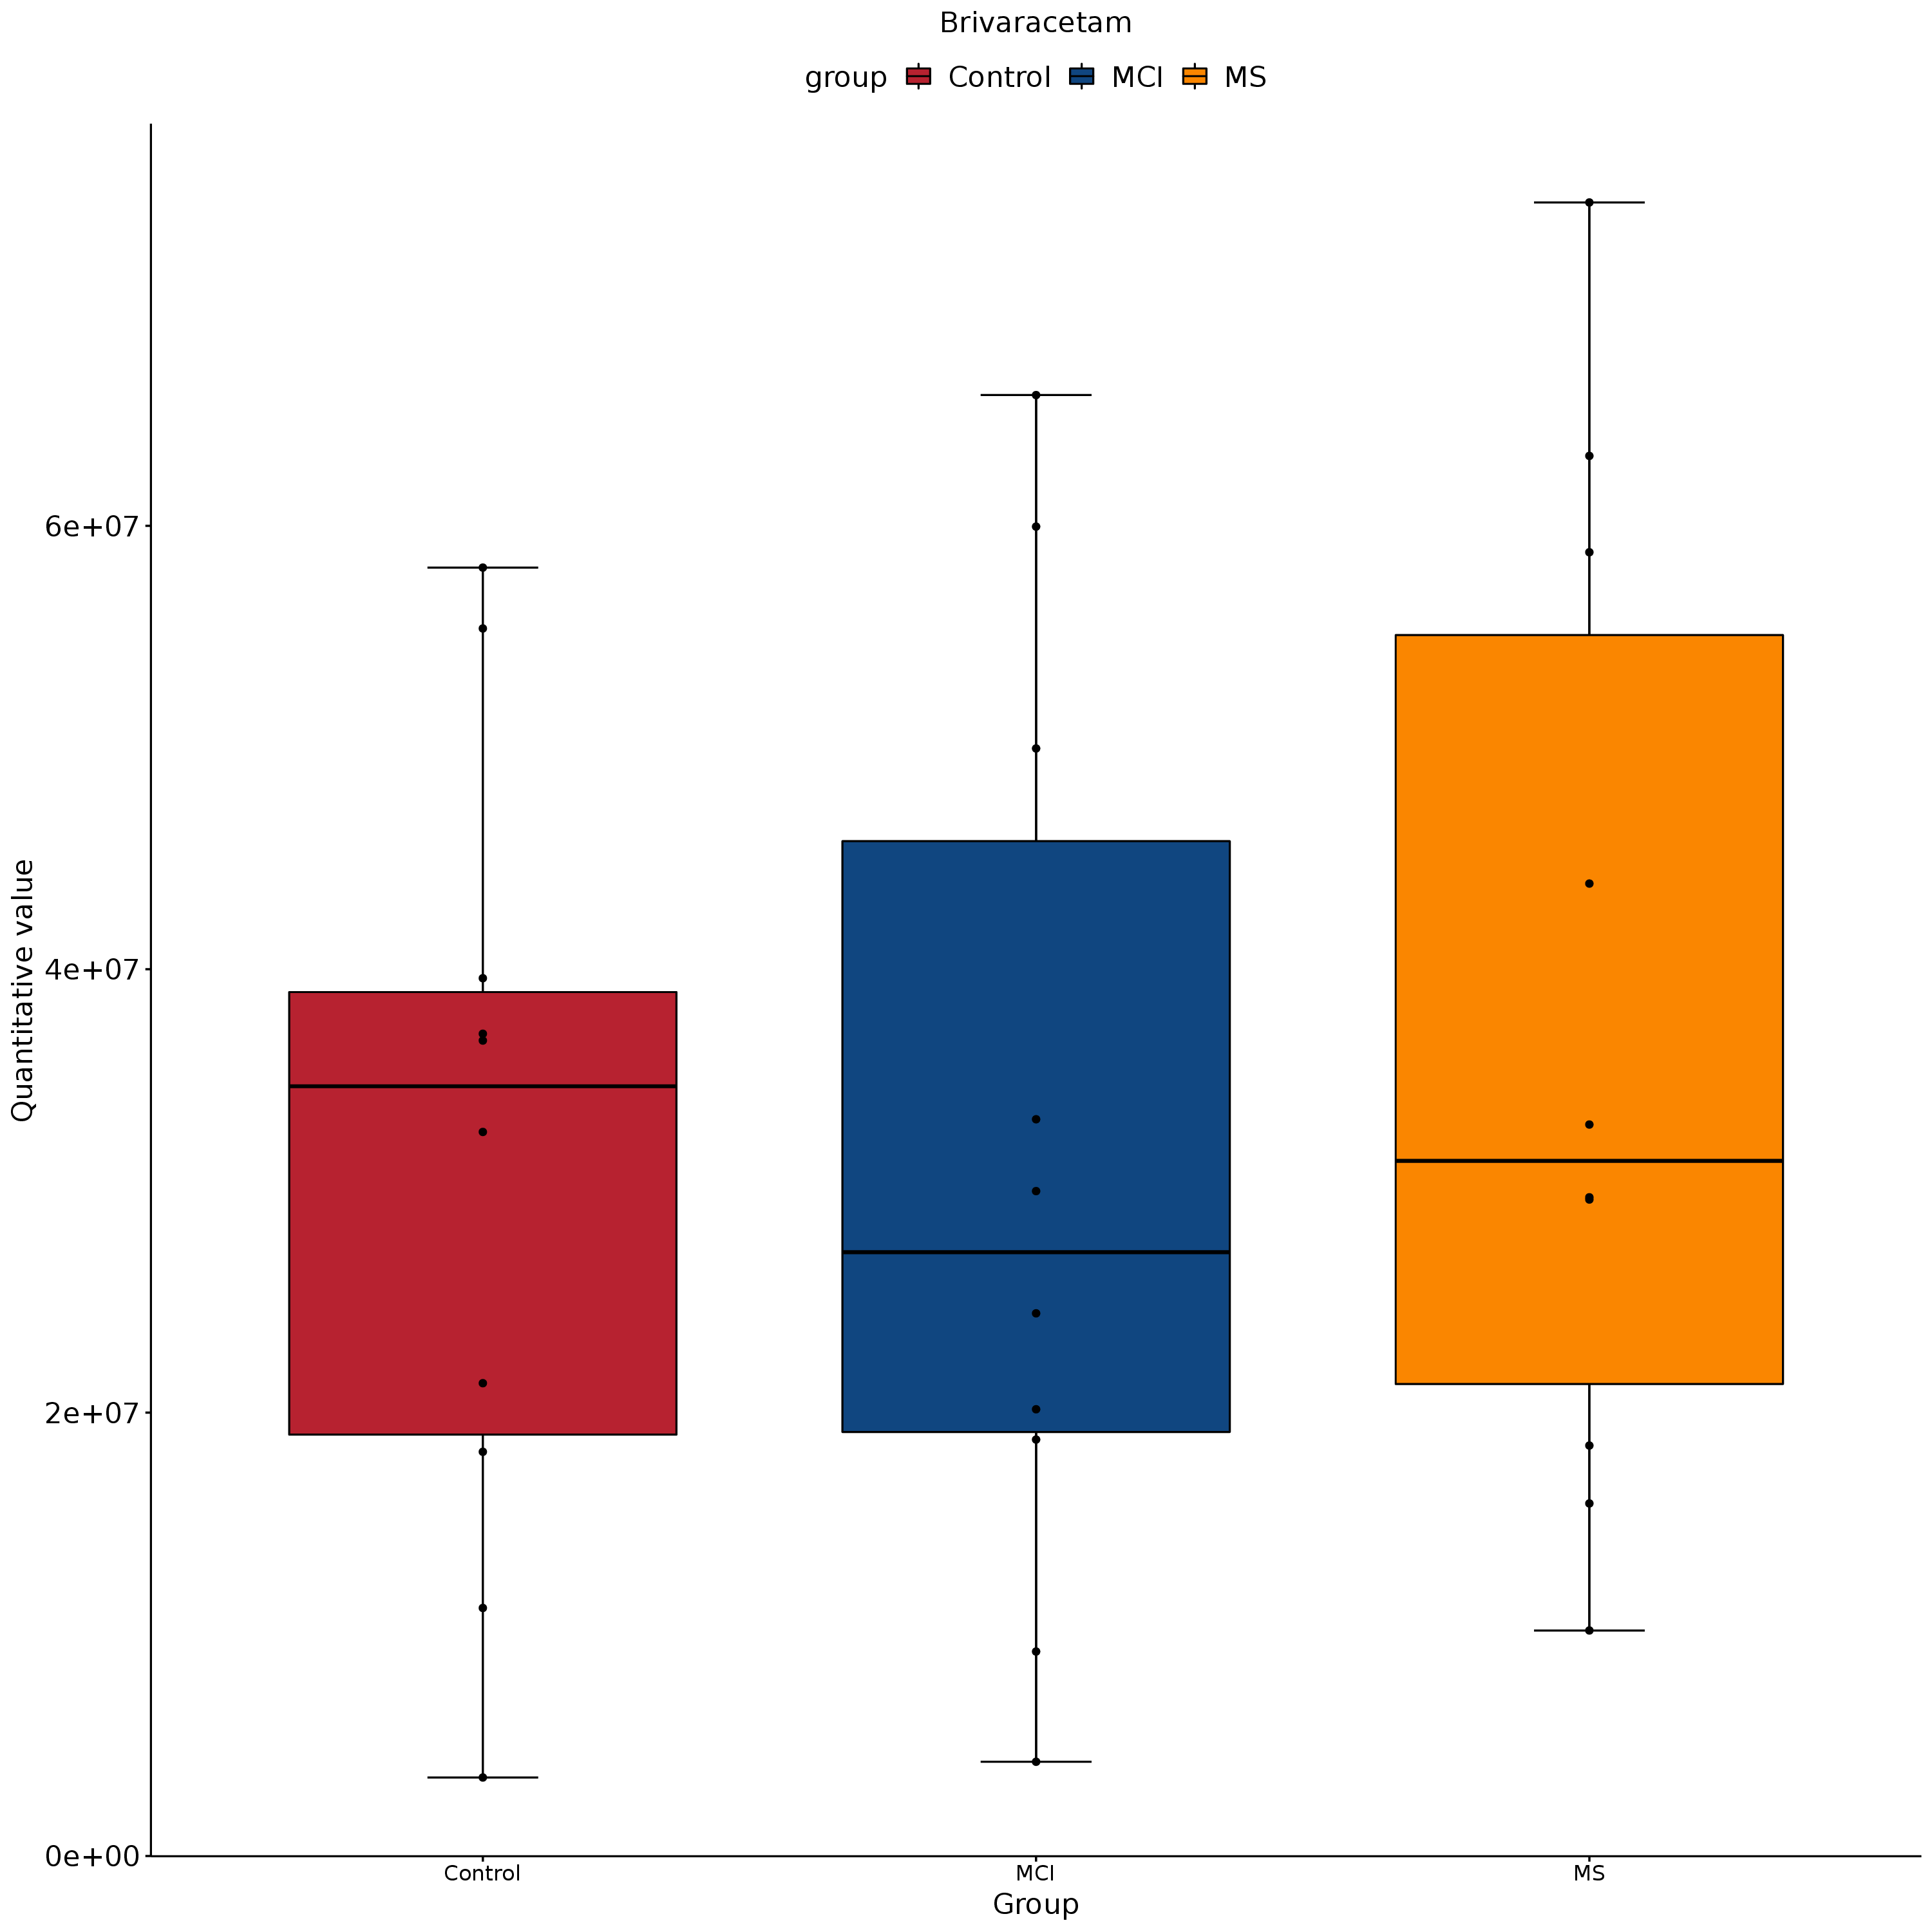 Brivaracetam
group Control MCI MS
Quantitative value
6e+07
4e+07
2e+07
0e+00
Control MCI MS
Group